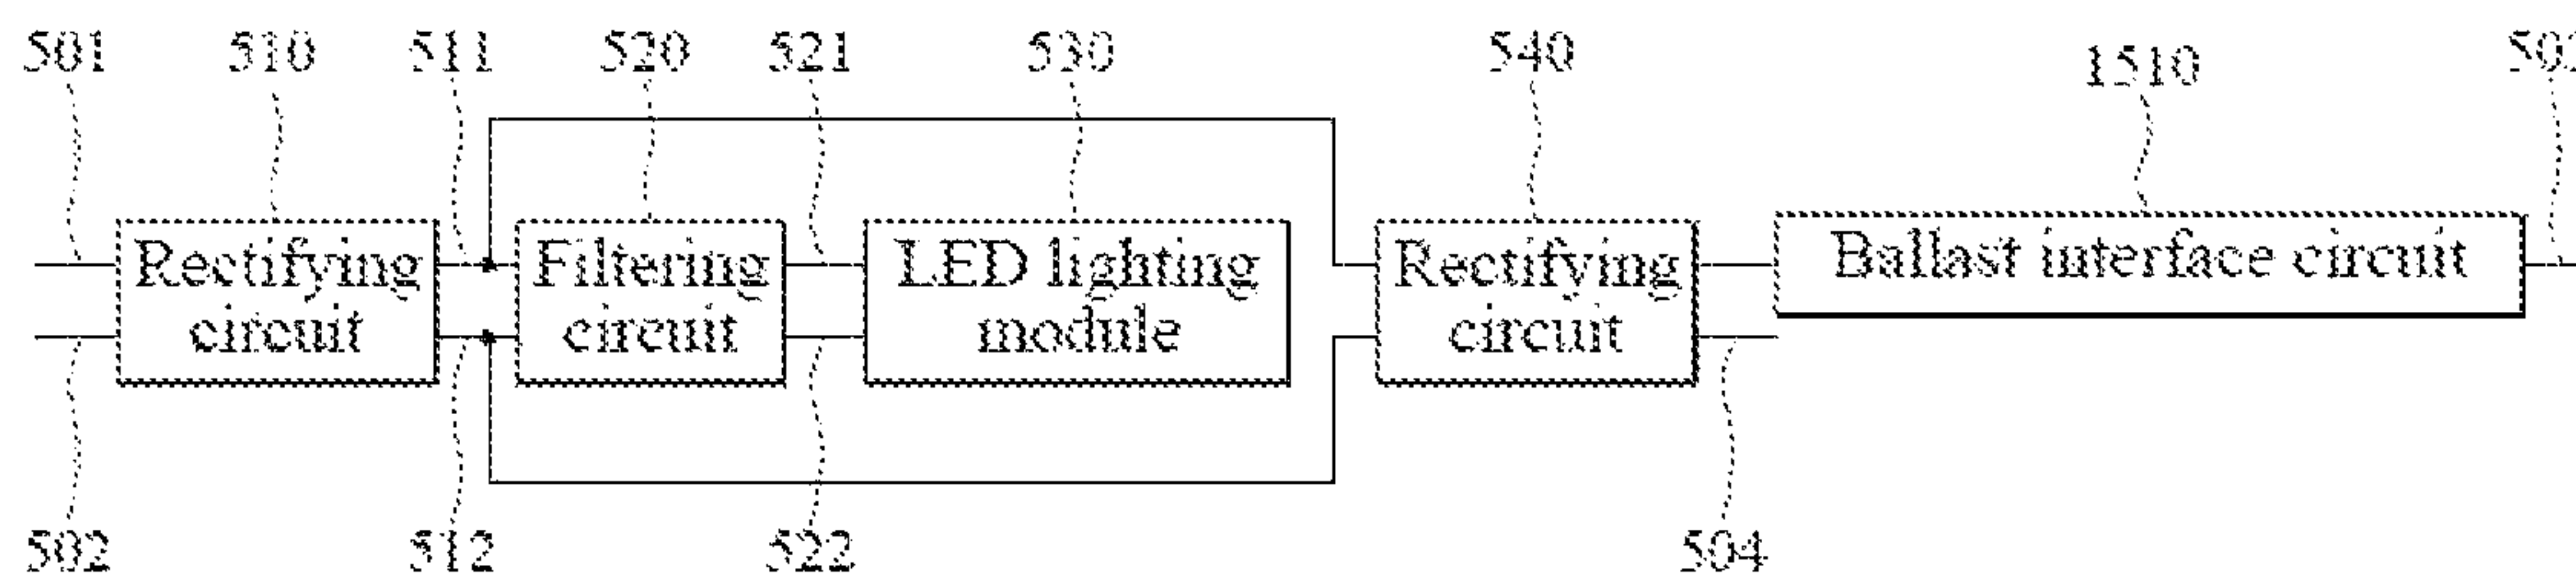 501 510 511 520 521 530 540 1510
Rectifying circuit
Filtering circuit
LED lighting module
Rectifying circuit
Ballast interface circuit
502 512 522 504